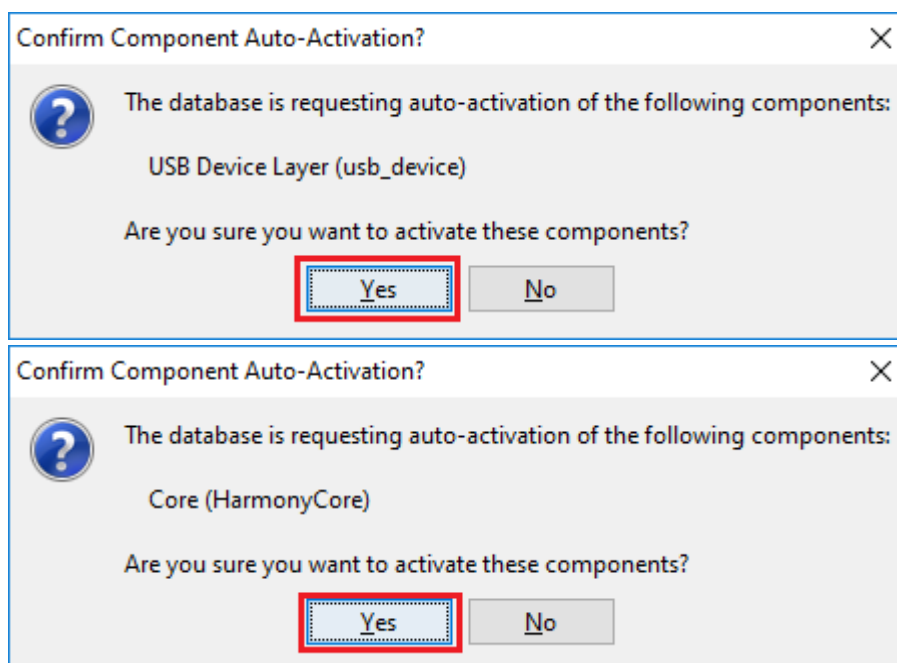 Confirm Component Auto-Activation?
The database is requesting auto-activation of the following components:
USB Device Layer (usb_device)
Are you sure you want to activate these components?
Yes No
Confirm Component Auto-Activation?
The database is requesting auto-activation of the following components:
Core (HarmonyCore)
Are you sure you want to activate these components?
Yes No